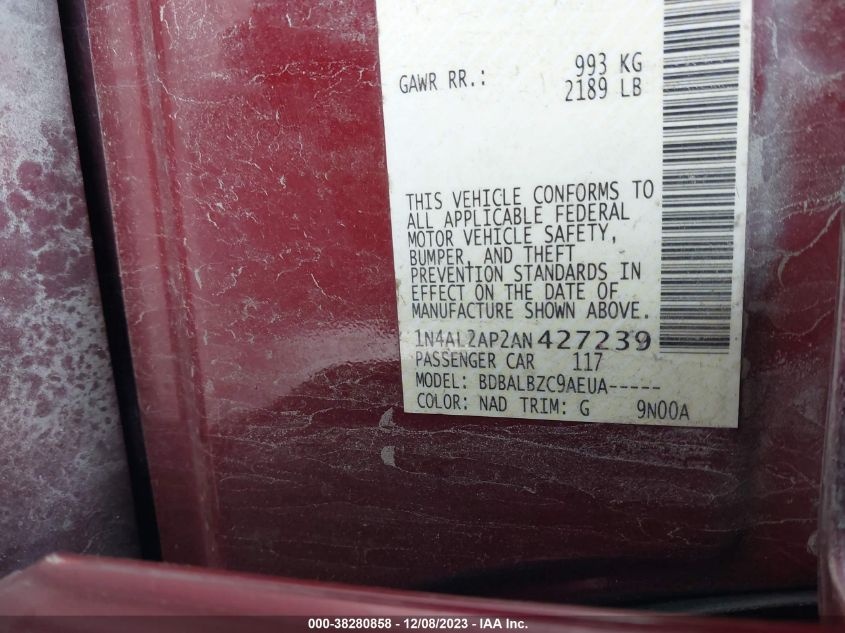 GAWR RR.: 993 KG
2189 LB
THIS VEHICLE CONFORMS TO
ALL APPLICABLE FEDERAL
MOTOR VEHICLE SAFETY,
BUMPER, AND THEFT
PREVENTION STANDARDS IN
EFFECT ON THE DATE OF
MANUFACTURE SHOWN ABOVE.
1N4AL2AP2AN427239
PASSENGER CAR 117
MODEL: BDBALBZC9AEUA-----
COLOR: NAD TRIM: G 9N00A
000-38280858 - 12/08/2023 - IAA Inc.